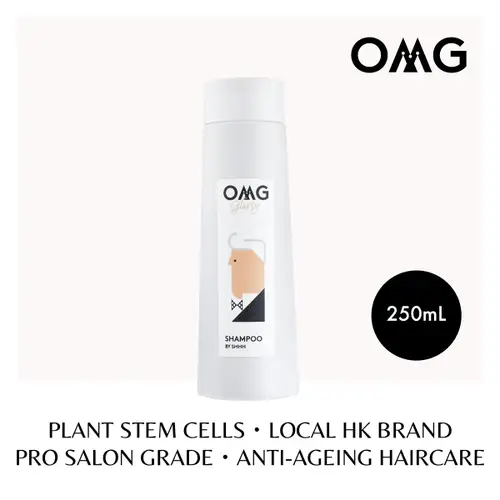 OMG
OMG
SHAMPOO
BY SHHH
250mL
PLANT STEM CELLS • LOCAL HK BRAND
PRO SALON GRADE • ANTI-AGEING HAIRCARE